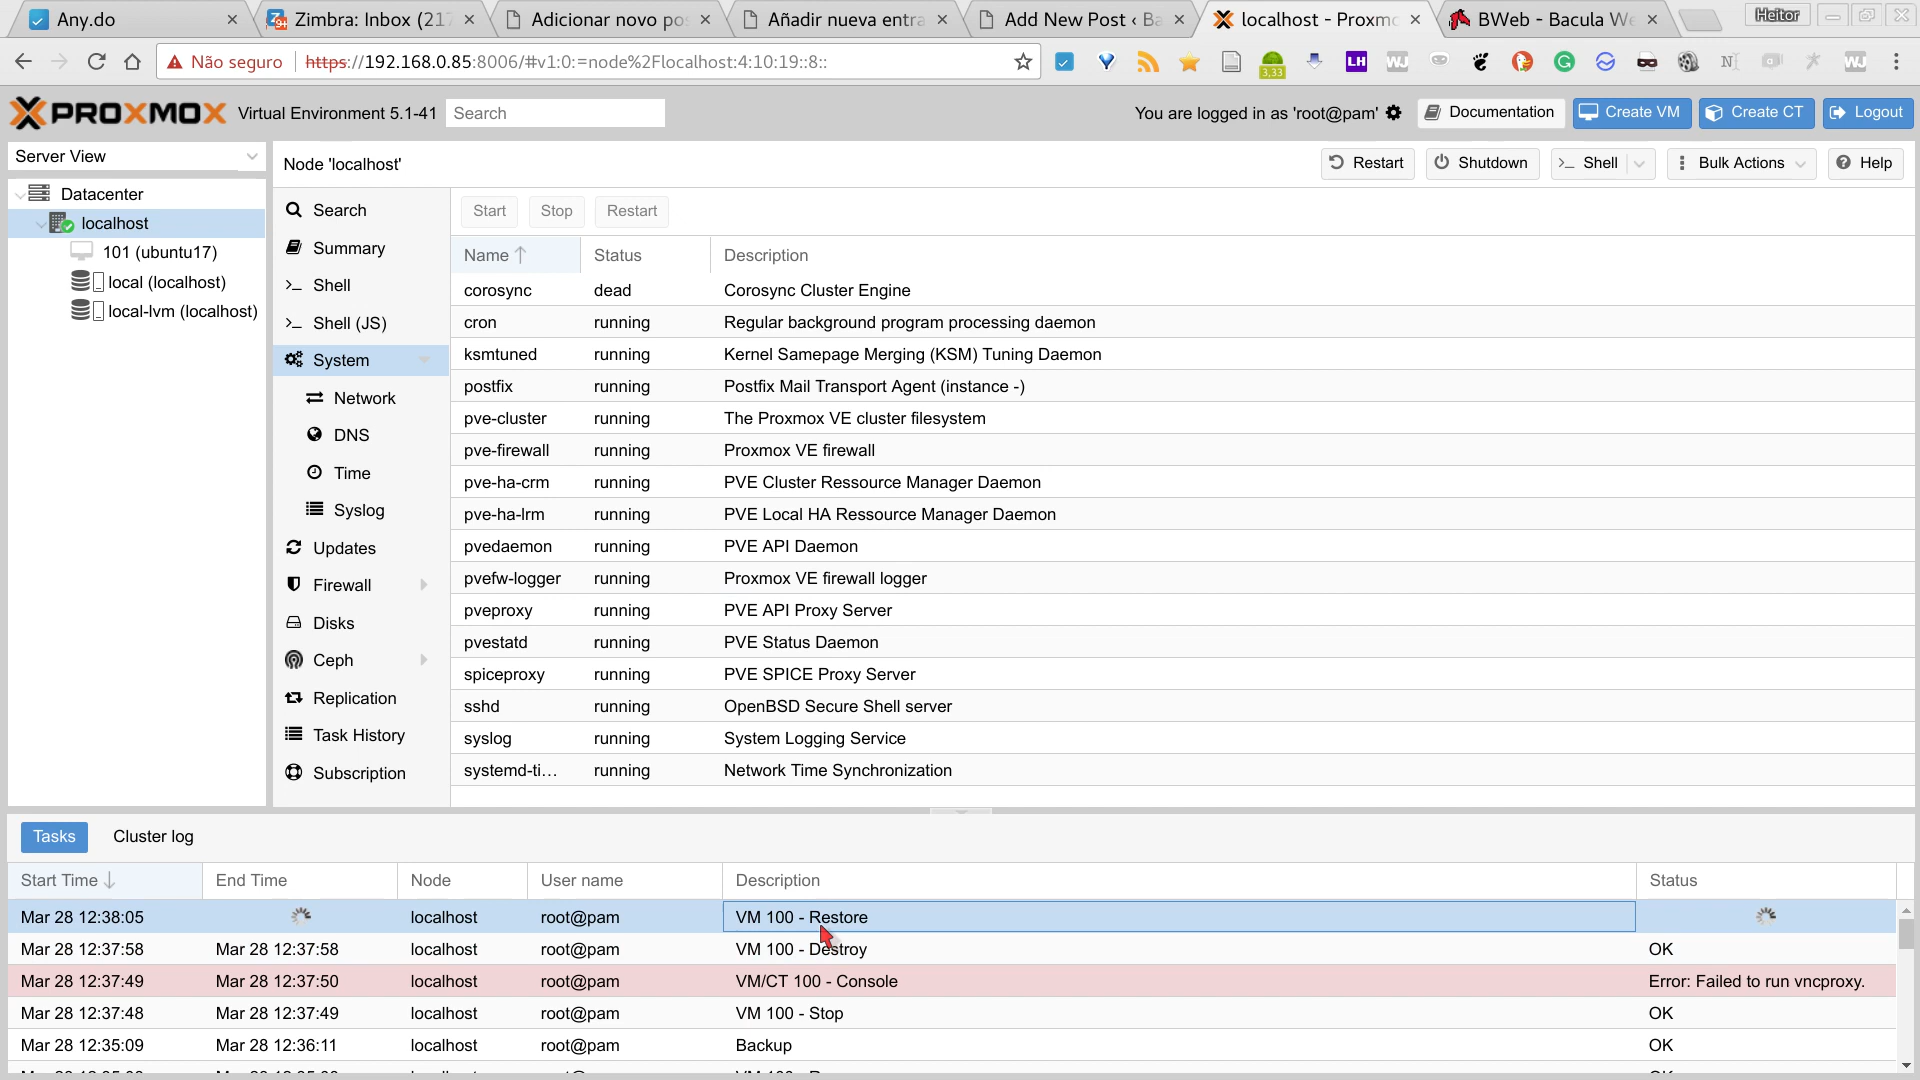 Any.do
Zimbra: Inbox (217
Adicionar novo pos
Añadir nueva entra
Add New Post ‹ Ba
localhost - Proxmo
BWeb - Bacula We
Heitor
Não seguro
https://192.168.0.85:8006/#v1:0:=node%2Flocalhost:4:10:19::8::
3,33
LH
WJ
WJ
PROXMOX
Virtual Environment 5.1-41
Search
You are logged in as 'root@pam'
Documentation
Create VM
Create CT
Logout
Server View
Node 'localhost'
Restart
Shutdown
Shell
Bulk Actions
Help
Datacenter
localhost
101 (ubuntu17)
local (localhost)
local-lvm (localhost)
Search
Summary
Shell
Shell (JS)
System
Network
DNS
Time
Syslog
Updates
Firewall
Disks
Ceph
Replication
Task History
Subscription
Start
Stop
Restart
Name Status Description
corosync dead Corosync Cluster Engine
cron running Regular background program processing daemon
ksmtuned running Kernel Samepage Merging (KSM) Tuning Daemon
postfix running Postfix Mail Transport Agent (instance -)
pve-cluster running The Proxmox VE cluster filesystem
pve-firewall running Proxmox VE firewall
pve-ha-crm running PVE Cluster Ressource Manager Daemon
pve-ha-lrm running PVE Local HA Ressource Manager Daemon
pvedaemon running PVE API Daemon
pvefw-logger running Proxmox VE firewall logger
pveproxy running PVE API Proxy Server
pvestatd running PVE Status Daemon
spiceproxy running PVE SPICE Proxy Server
sshd running OpenBSD Secure Shell server
syslog running System Logging Service
systemd-ti... running Network Time Synchronization
Tasks
Cluster log
Start Time End Time Node User name Description Status
Mar 28 12:38:05 localhost root@pam VM 100 - Restore
Mar 28 12:37:58 Mar 28 12:37:58 localhost root@pam VM 100 - Destroy OK
Mar 28 12:37:49 Mar 28 12:37:50 localhost root@pam VM/CT 100 - Console Error: Failed to run vncproxy.
Mar 28 12:37:48 Mar 28 12:37:49 localhost root@pam VM 100 - Stop OK
Mar 28 12:35:09 Mar 28 12:36:11 localhost root@pam Backup OK